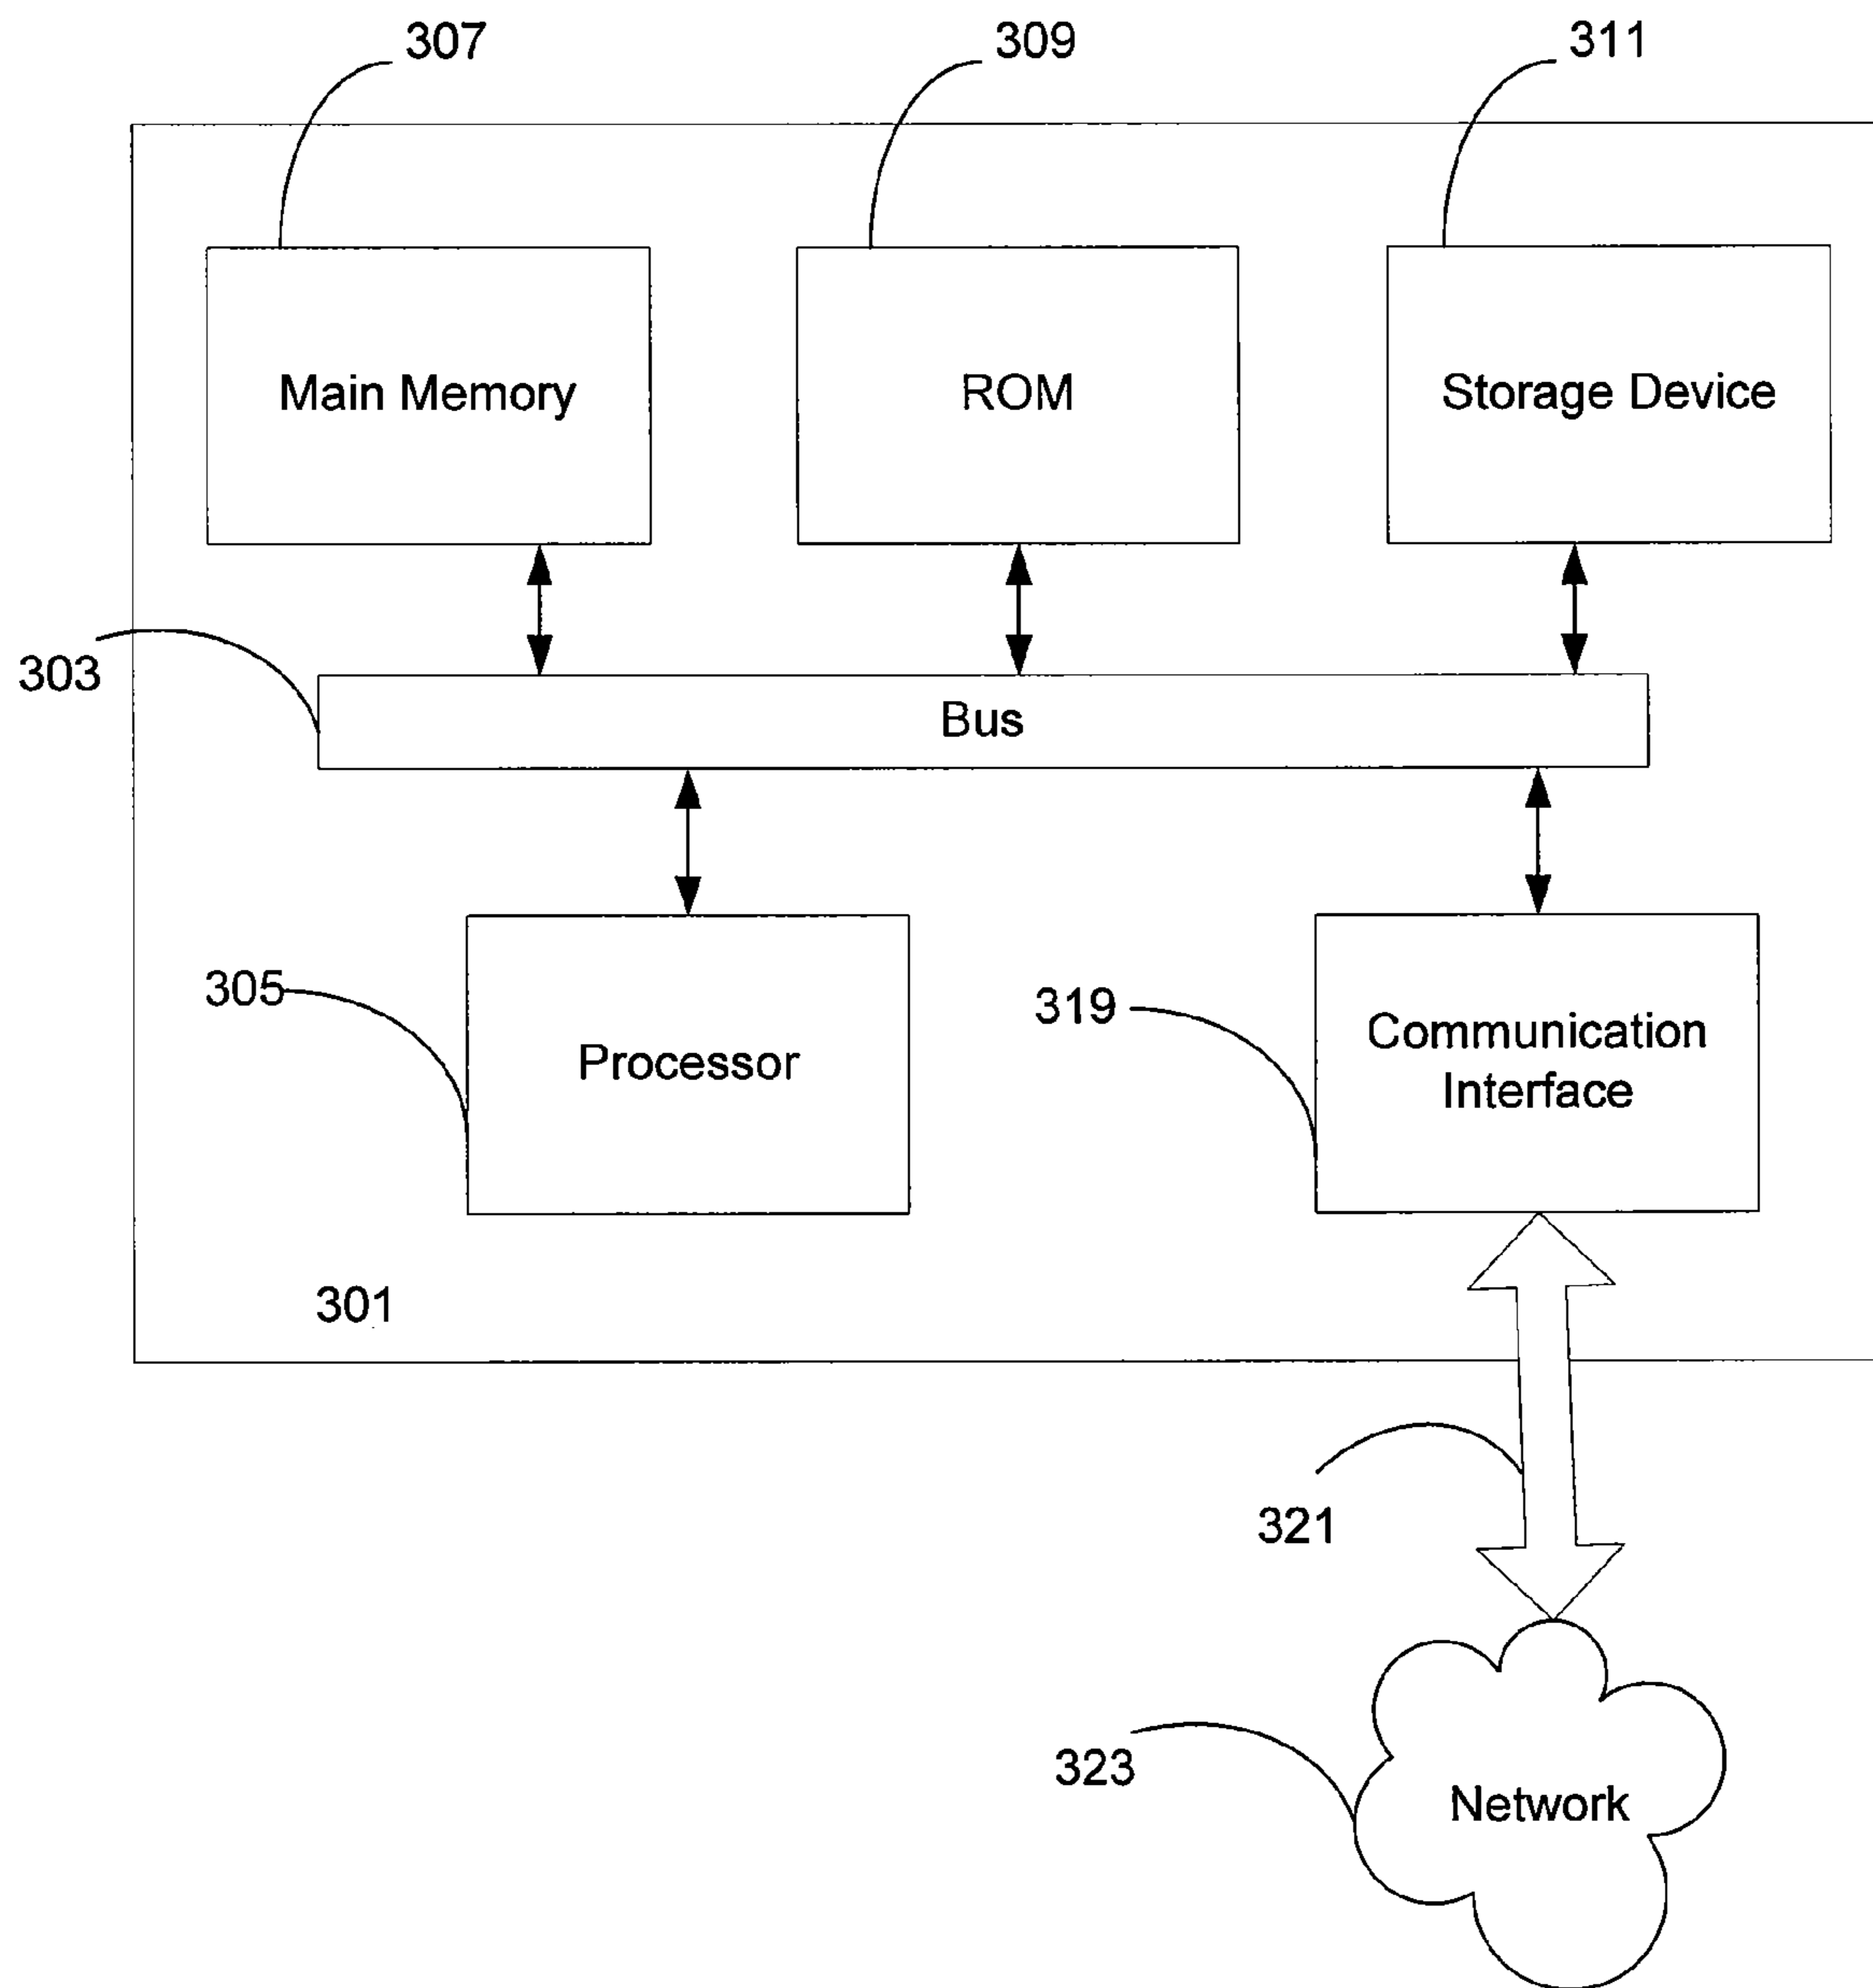 307
309
311
Main Memory
ROM
Storage Device
303
Bus
305
Processor
319
Communication
Interface
301
321
323
Network